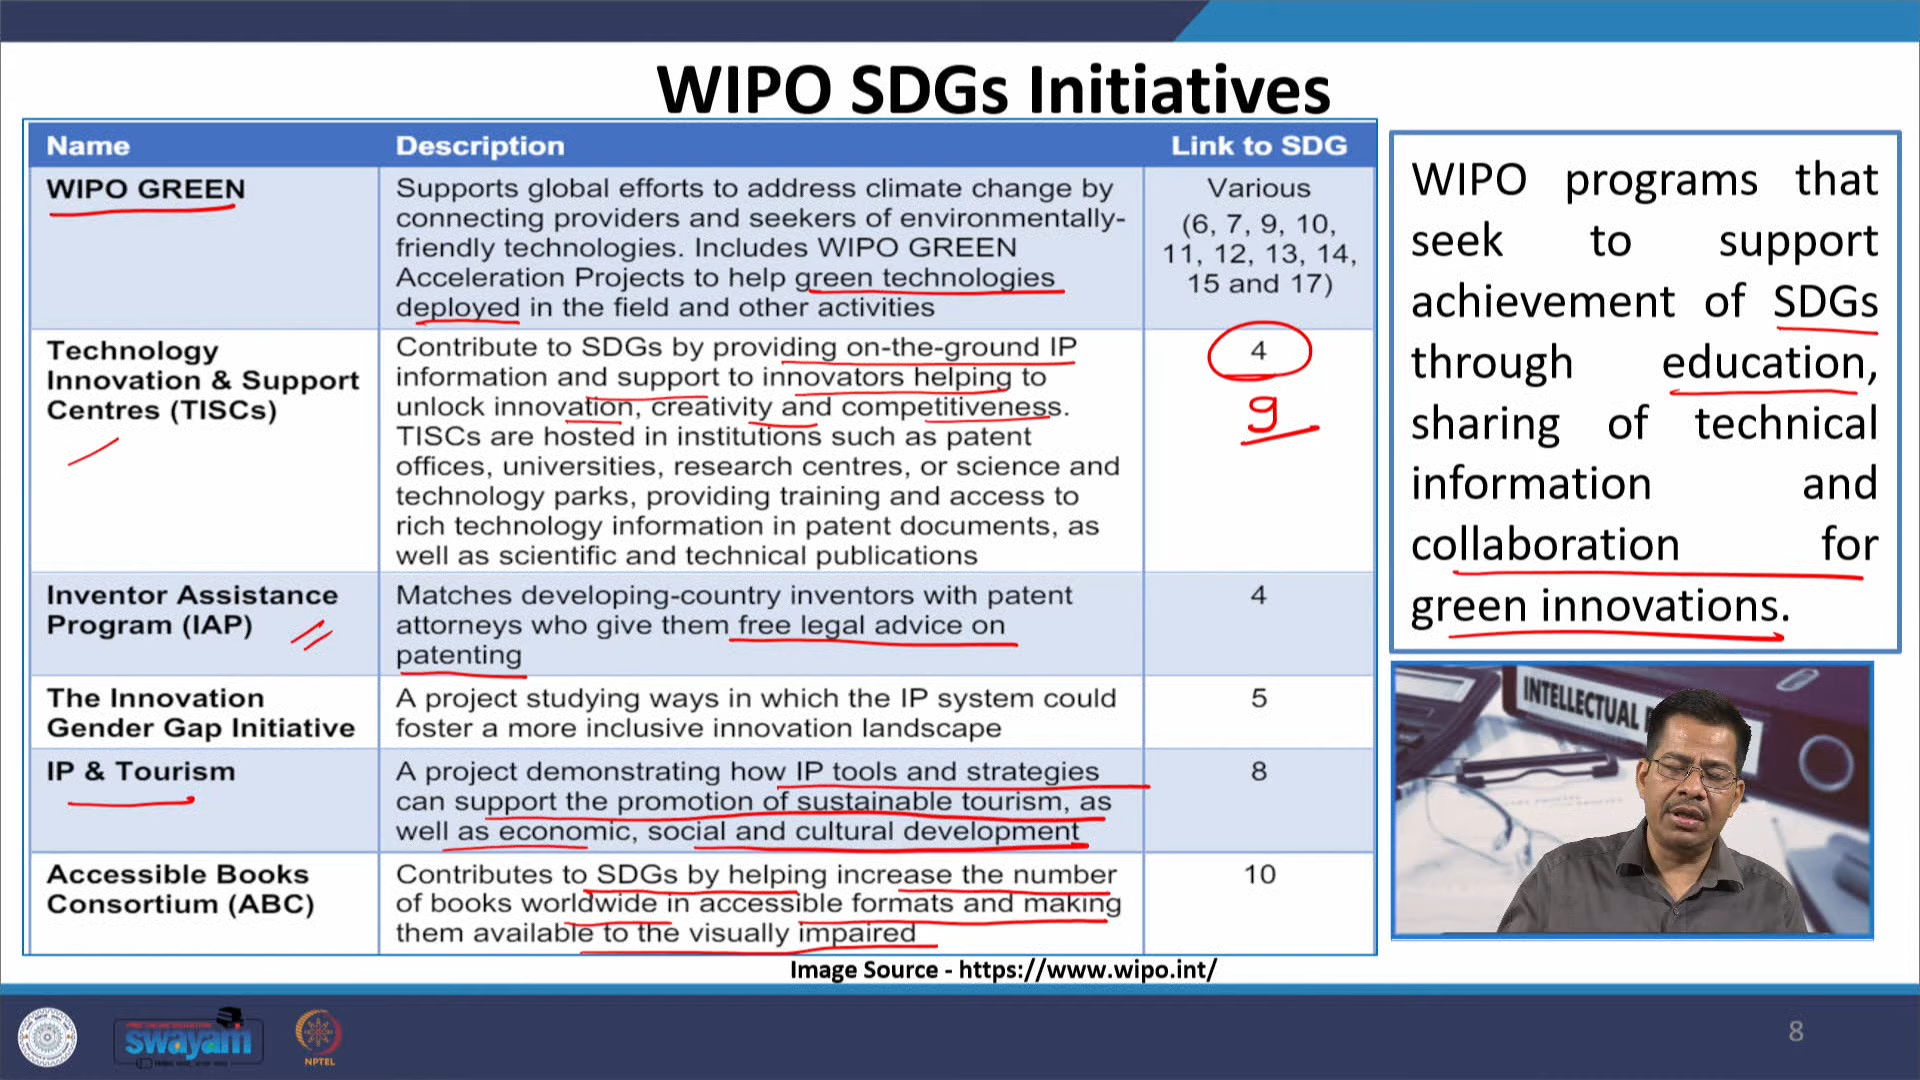 WIPO SDGs Initiatives
Name
Description
Link to SDG
WIPO GREEN
Supports global efforts to address climate change by
connecting providers and seekers of environmentally-
friendly technologies. Includes WIPO GREEN
Acceleration Projects to help green technologies
deployed in the field and other activities
Various
(6, 7, 9, 10,
11, 12, 13, 14,
15 and 17)
Technology
Innovation & Support
Centres (TISCs)
Contribute to SDGs by providing on-the-ground IP
information and support to innovators helping to
unlock innovation, creativity and competitiveness.
TISCs are hosted in institutions such as patent
offices, universities, research centres, or science and
technology parks, providing training and access to
rich technology information in patent documents, as
well as scientific and technical publications
4
9
Inventor Assistance
Program (IAP)
Matches developing-country inventors with patent
attorneys who give them free legal advice on
patenting
4
The Innovation
Gender Gap Initiative
A project studying ways in which the IP system could
foster a more inclusive innovation landscape
5
IP & Tourism
A project demonstrating how IP tools and strategies
can support the promotion of sustainable tourism, as
well as economic, social and cultural development
8
Accessible Books
Consortium (ABC)
Contributes to SDGs by helping increase the number
of books worldwide in accessible formats and making
them available to the visually impaired
10
WIPO programs that
seek to support
achievement of SDGs
through education,
sharing of technical
information and
collaboration for
green innovations.
INTELLECTUAL
Image Source - https://www.wipo.int/
swayam
NPTEL
8